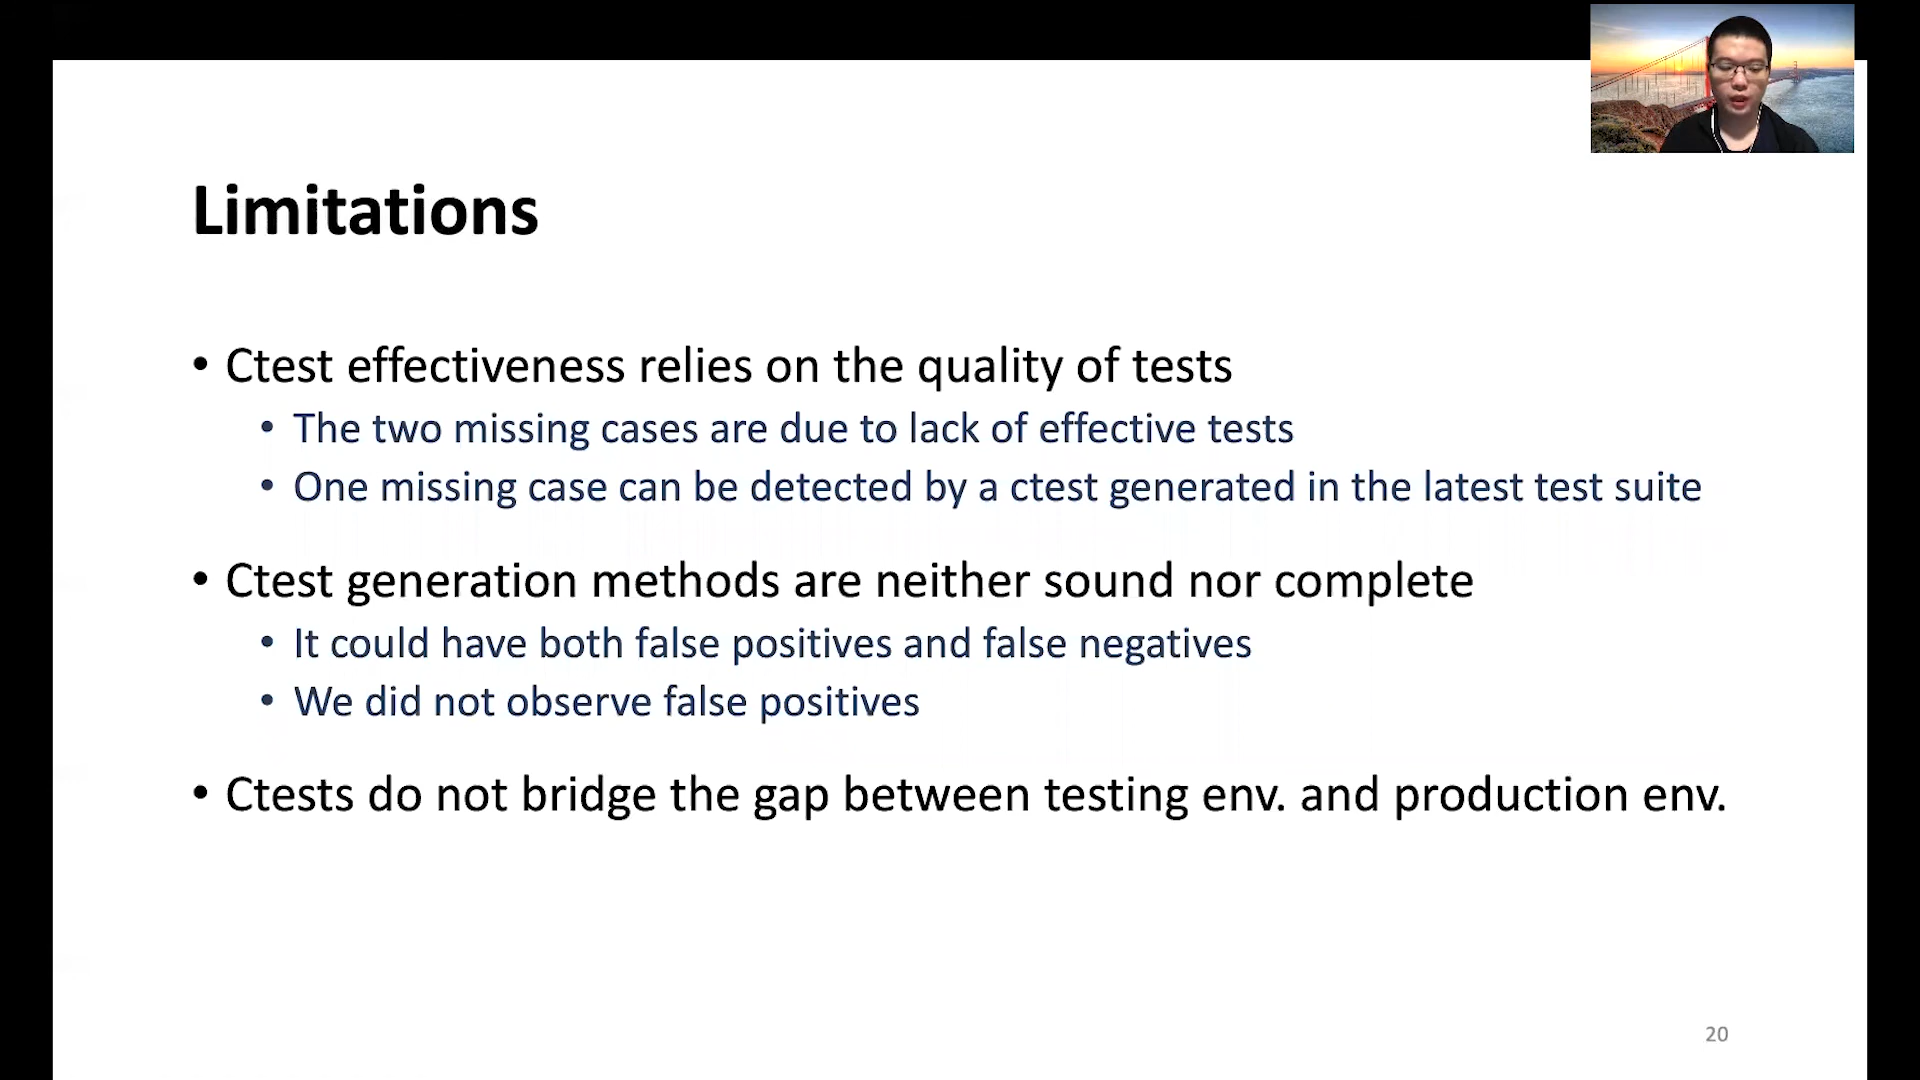 Limitations
• Ctest effectiveness relies on the quality of tests
• The two missing cases are due to lack of effective tests
• One missing case can be detected by a ctest generated in the latest test suite
• Ctest generation methods are neither sound nor complete
• It could have both false positives and false negatives
• We did not observe false positives
• Ctests do not bridge the gap between testing env. and production env.
20